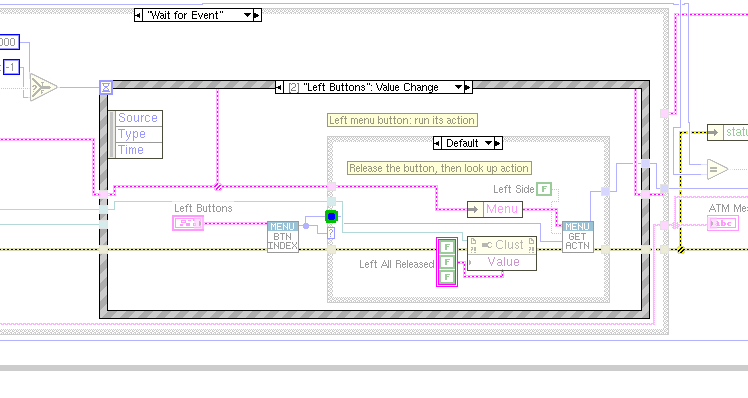 "Wait for Event"
000
-1
[2] "Left Buttons": Value Change
Source
Type
Time
Left menu button: run its action
Default
Release the button, then look up action
Left Side
F
Left Buttons
Menu
MENU
BTN
INDEX
MENU
GET
ACTN
?
F
F
F
Left All Released
Clust
Value
statu
=
ATM Me
abc